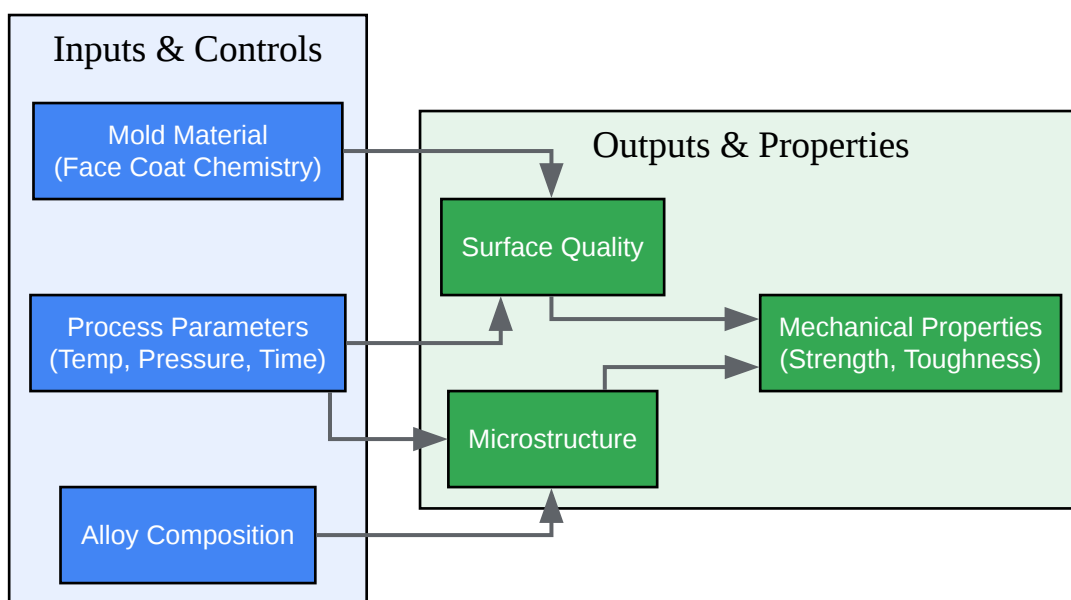 Inputs & Controls
Mold Material
(Face Coat Chemistry)
Process Parameters
(Temp, Pressure, Time)
Alloy Composition
Outputs & Properties
Surface Quality
Microstructure
Mechanical Properties
(Strength, Toughness)